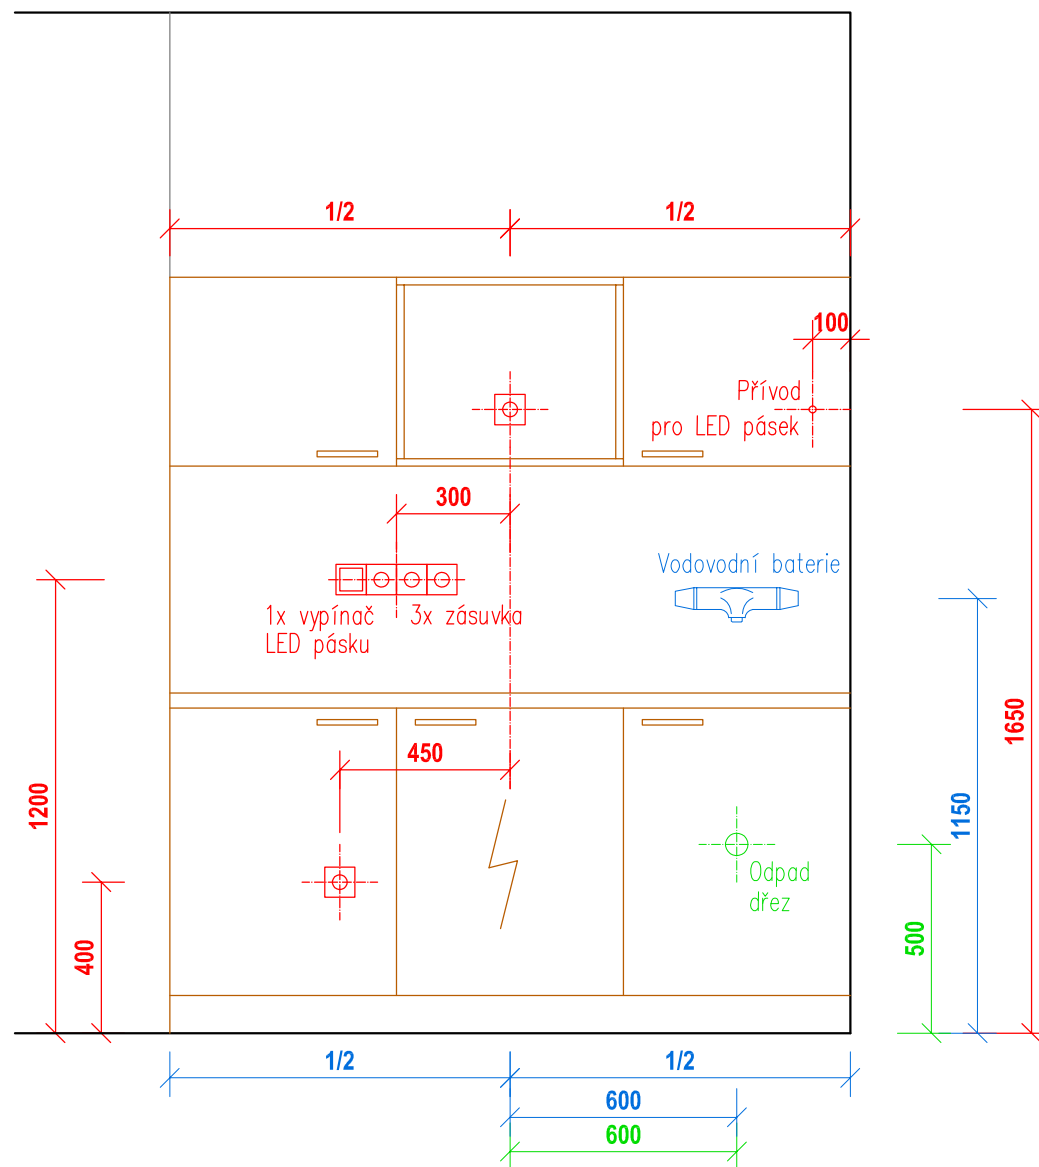 1/2
1/2
100
Přívod
pro LED pásek
300
Vodovodní baterie
1x vypínač
LED pásku
3x zásuvka
450
1200
400
1650
1150
500
Odpad
dřez
1/2
1/2
600
600